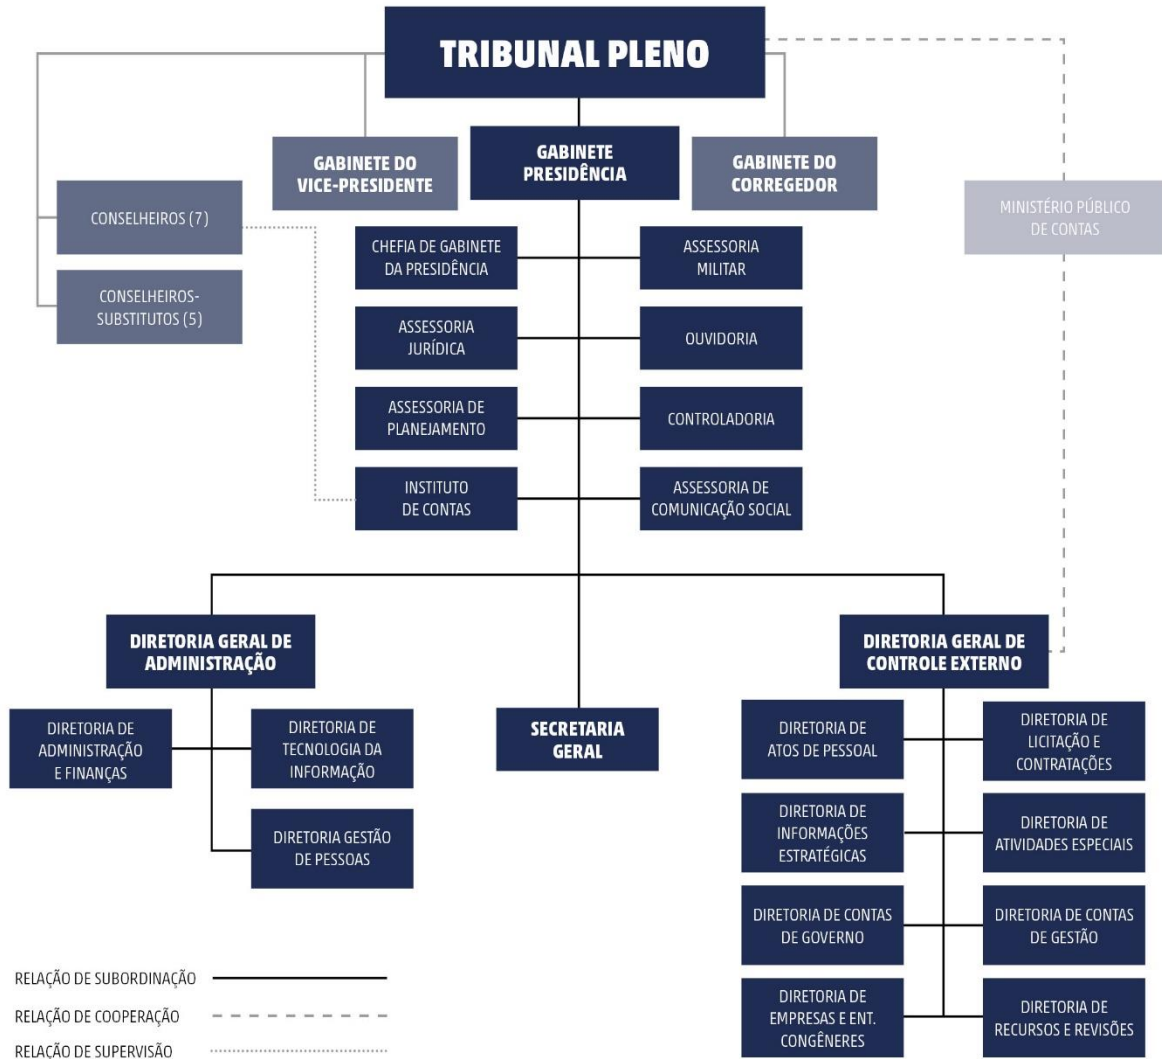 TRIBUNAL PLENO
GABINETE DO
VICE-PRESIDENTE
GABINETE
PRESIDÊNCIA
GABINETE DO
CORREGEDOR
CONSELHEIROS (7)
MINISTÉRIO PÚBLICO
DE CONTAS
CONSELHEIROS-
SUBSTITUTOS (5)
CHEFIA DE GABINETE
DA PRESIDÊNCIA
ASSESSORIA
MILITAR
ASSESSORIA
JURÍDICA
OUVIDORIA
ASSESSORIA DE
PLANEJAMENTO
CONTROLADORIA
INSTITUTO
DE CONTAS
ASSESSORIA DE
COMUNICAÇÃO SOCIAL
DIRETORIA GERAL DE
ADMINISTRAÇÃO
DIRETORIA GERAL DE
CONTROLE EXTERNO
DIRETORIA DE
ADMINISTRAÇÃO
E FINANÇAS
DIRETORIA DE
TECNOLOGIA DA
INFORMAÇÃO
DIRETORIA GESTÃO
DE PESSOAS
SECRETARIA
GERAL
DIRETORIA DE
ATOS DE PESSOAL
DIRETORIA DE
LICITAÇÃO E
CONTRATAÇÕES
DIRETORIA DE
INFORMAÇÕES
ESTRATÉGICAS
DIRETORIA DE
ATIVIDADES ESPECIAIS
DIRETORIA DE CONTAS
DE GOVERNO
DIRETORIA DE CONTAS
DE GESTÃO
DIRETORIA DE
EMPRESAS E ENT.
CONGÊNERES
DIRETORIA DE
RECURSOS E REVISÕES
RELAÇÃO DE SUBORDINAÇÃO
RELAÇÃO DE COOPERAÇÃO
RELAÇÃO DE SUPERVISÃO